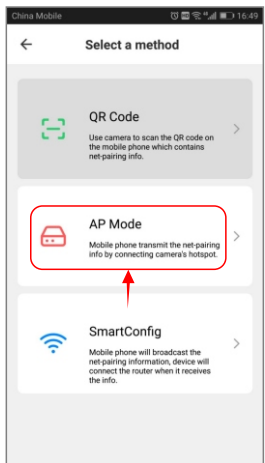 China Mobile 16:49
Select a method
QR Code
Use camera to scan the QR code on
the mobile phone which contains
net-pairing info.
AP Mode
Mobile phone transmit the net-pairing
info by connecting camera's hotspot.
SmartConfig
Mobile phone will broadcast the
net-pairing information, device will
connect the router when it receives
the info.